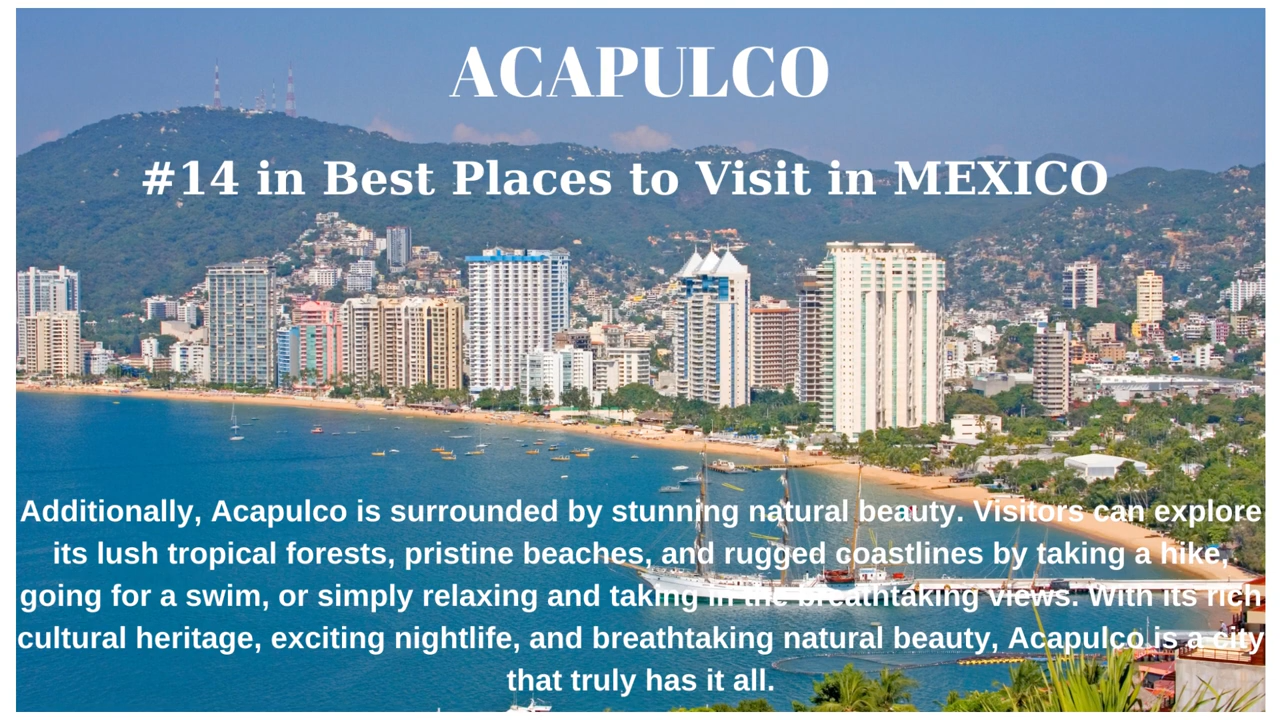 ACAPULCO
#14 in Best Places to Visit in MEXICO
Additionally, Acapulco is surrounded by stunning natural beauty. Visitors can explore
its lush tropical forests, pristine beaches, and rugged coastlines by taking a hike,
going for a swim, or simply relaxing and taking in the breathtaking views. With its rich
cultural heritage, exciting nightlife, and breathtaking natural beauty, Acapulco is a city
that truly has it all.